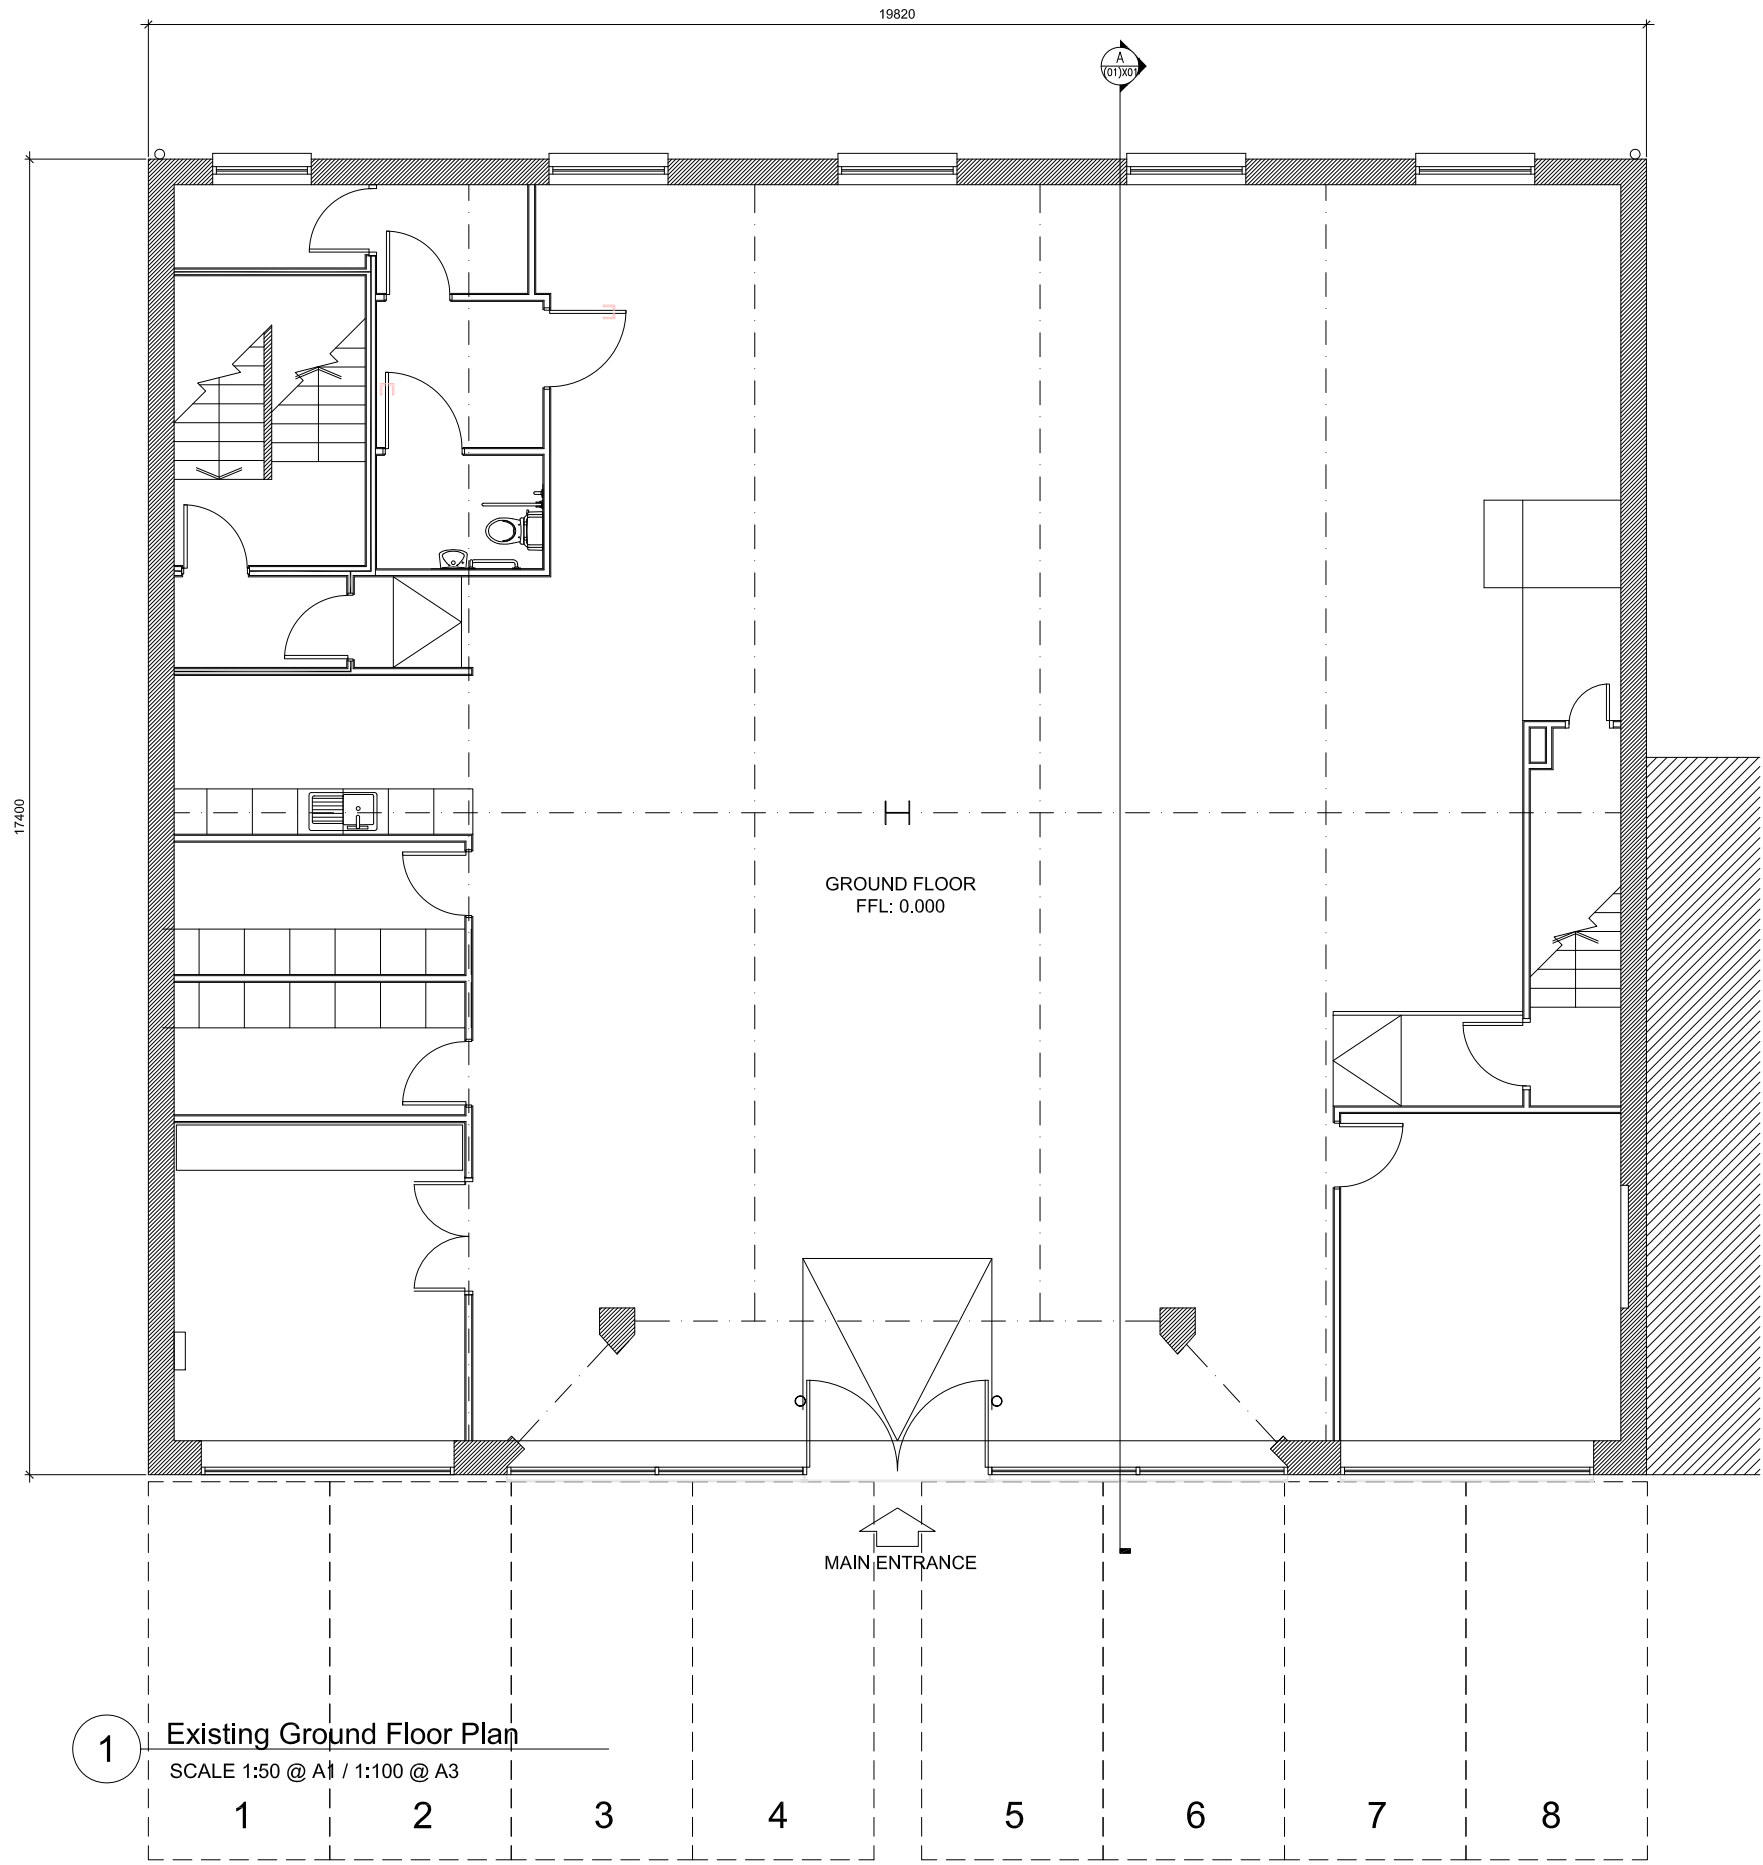 19820
A
(01)X01
17400
GROUND FLOOR
FFL: 0.000
MAIN ENTRANCE
1
Existing Ground Floor Plan
SCALE 1:50 @ A1 / 1:100 @ A3
1 2 3 4 5 6 7 8